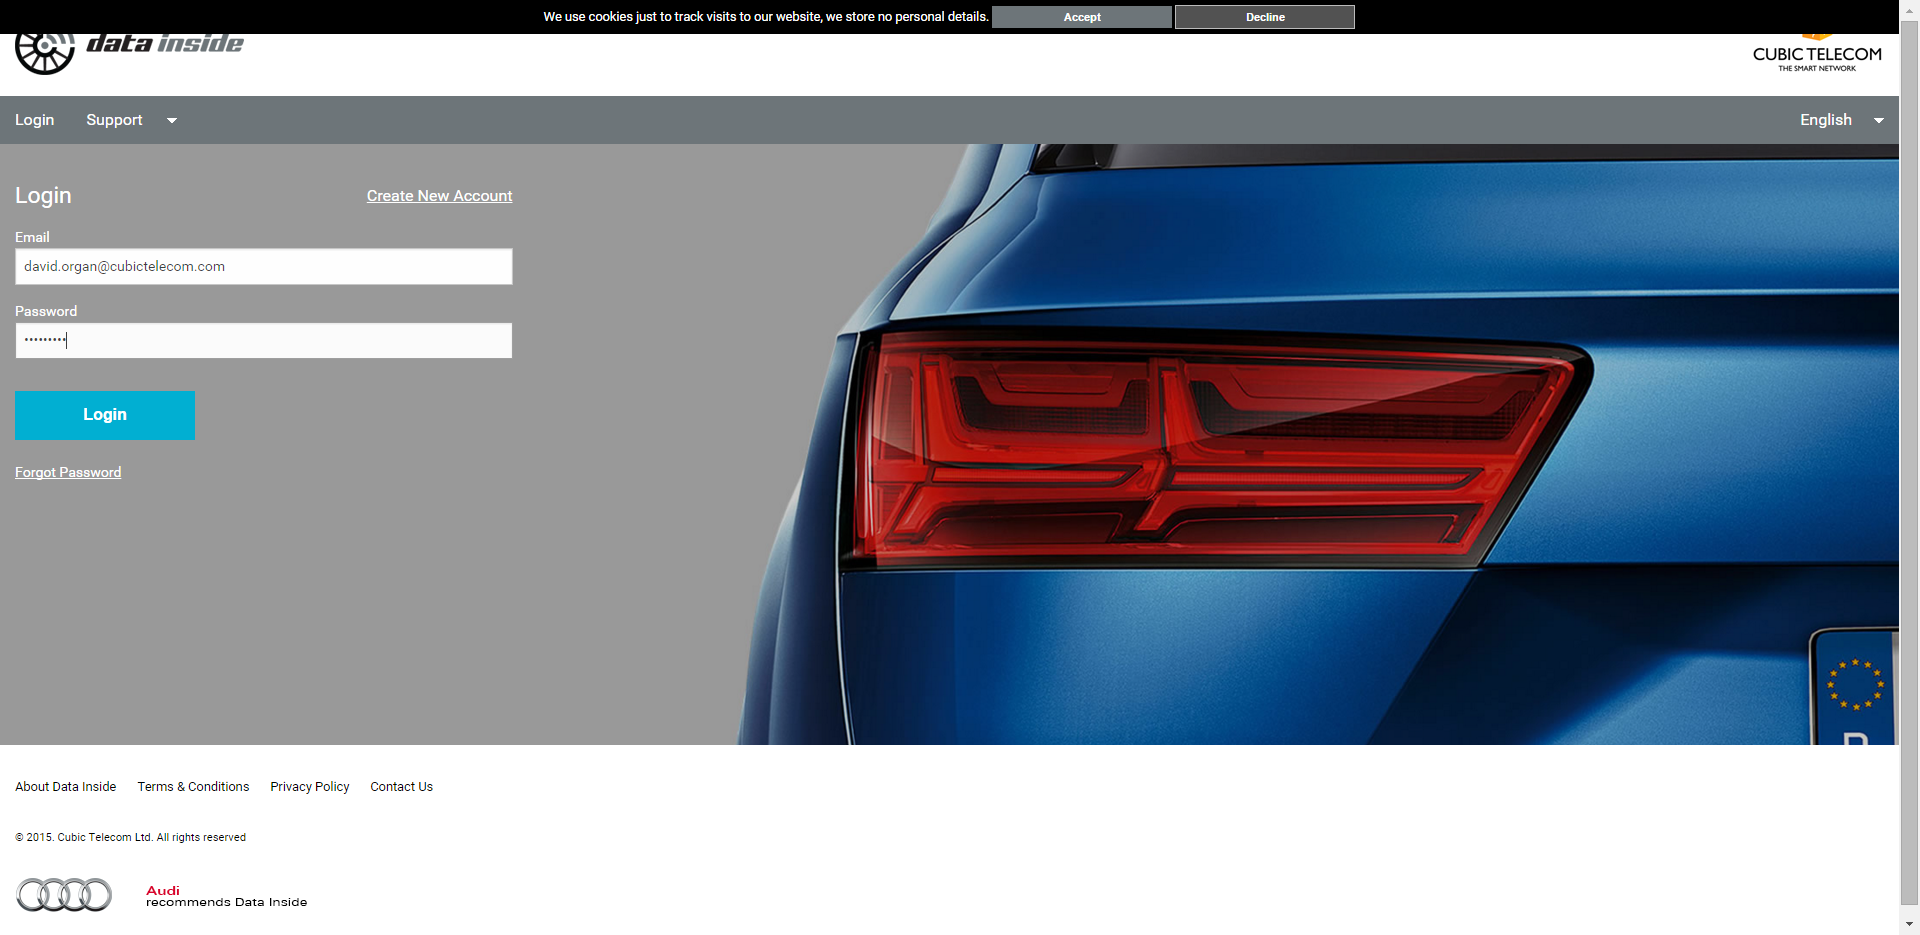 We use cookies just to track visits to our website, we store no personal details. Accept Decline
data inside
CUBIC TELECOM
THE SMART NETWORK
Login Support English
Login Create New Account
Email
david.organ@cubictelecom.com
Password
•••••••••
Login
Forgot Password
About Data Inside Terms & Conditions Privacy Policy Contact Us
© 2015. Cubic Telecom Ltd. All rights reserved
Audi
recommends Data Inside